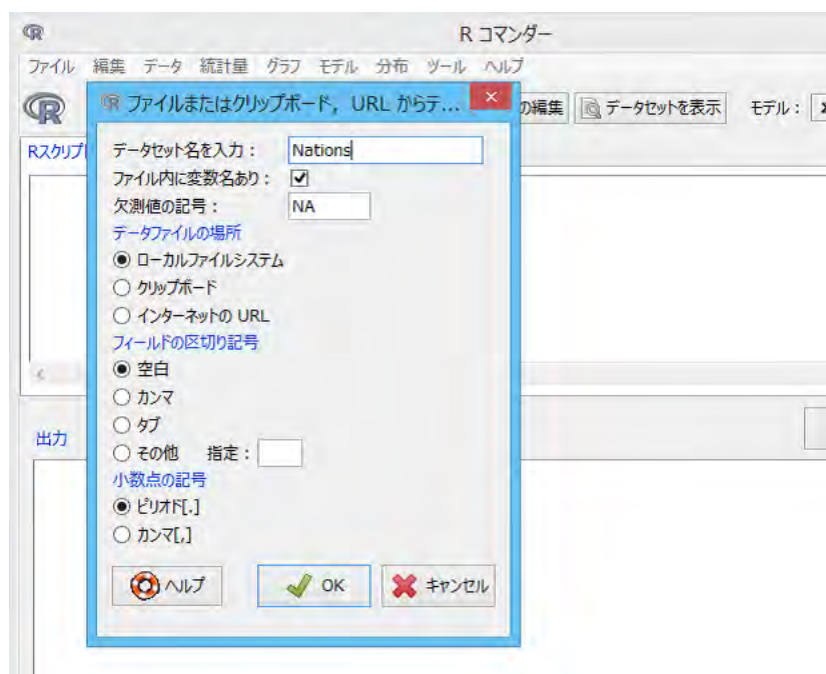 R コマンダー
ファイル 編集 データ 統計量 グラフ モデル 分布 ツール ヘルプ
ファイルまたはクリップボード, URL からテ...
の編集 データセットを表示 モデル:
Rスクリプ
データセット名を入力: Nations
ファイル内に変数名あり:
欠測値の記号: NA
データファイルの場所
ローカルファイルシステム
クリップボード
インターネットの URL
フィールドの区切り記号
空白
カンマ
タブ
その他 指定:
小数点の記号
ピリオド[.]
カンマ[,]
ヘルプ OK キャンセル
出力